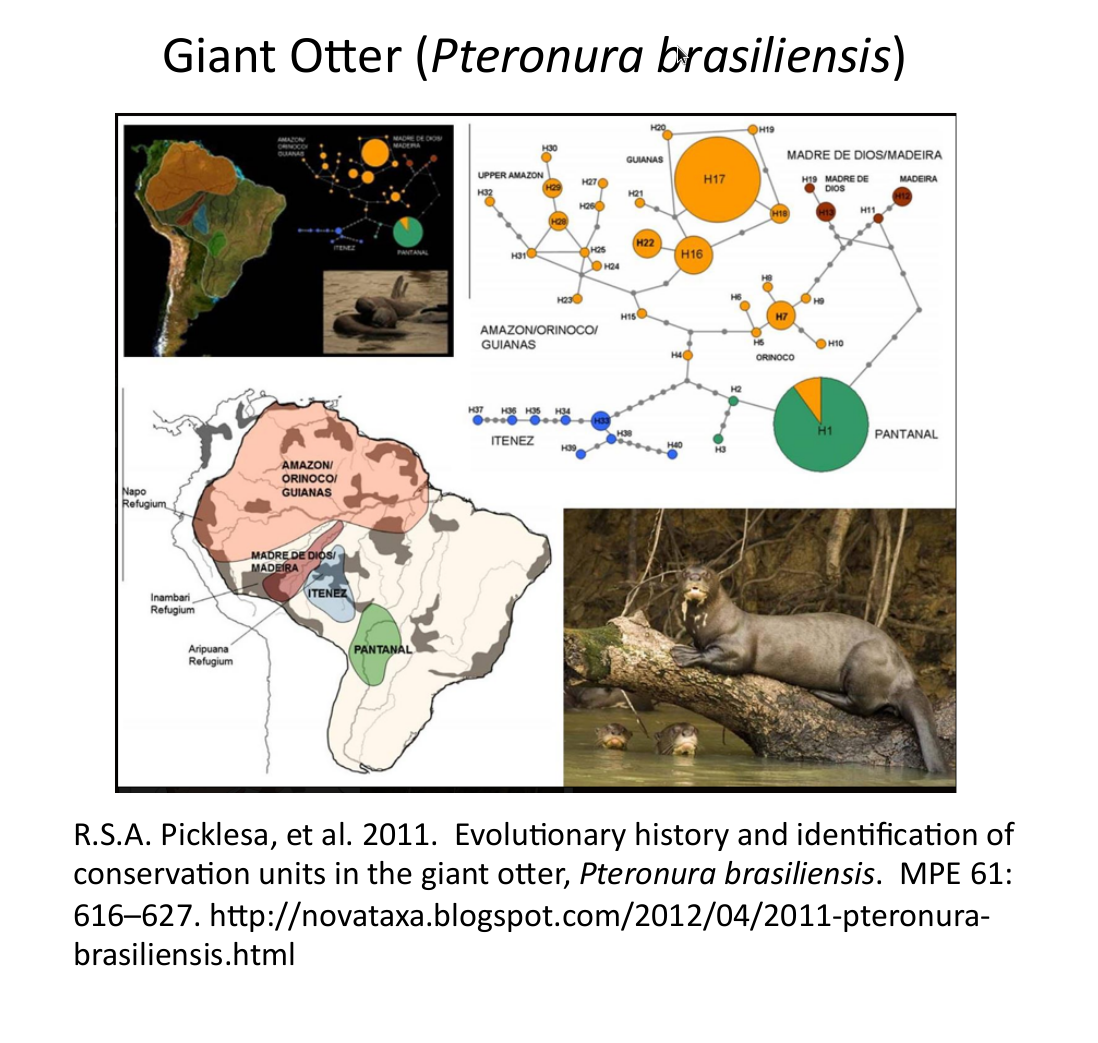 Giant Otter (Pteronura brasiliensis)
AMAZON/
ORINOCO/
GUIANAS
MADRE DE DIOS/
MADEIRA
ITENEZ
PANTANAL
H20
H19
GUIANAS
H17
MADRE DE DIOS/MADEIRA
H30
UPPER AMAZON
H29
H27
H32
H28
H26
H21
H18
H19
MADRE DE
DIOS
MADEIRA
H13
H11
H12
H31
H25
H24
H22
H16
H23
H15
H8
H6
H9
H7
H5
H10
ORINOCO
AMAZON/ORINOCO/
GUIANAS
H4
H2
H37
H36
H35
H34
H33
H38
H39
H40
H3
H1
ITENEZ
PANTANAL
AMAZON/
ORINOCO/
GUIANAS
Napo
Refugium
MADRE DE DIOS/
MADEIRA
ITENEZ
Inambari
Refugium
Aripuana
Refugium
PANTANAL
R.S.A. Picklesa, et al. 2011.  Evolutionary history and identification of
conservation units in the giant otter, Pteronura brasiliensis.  MPE 61:
616–627. http://novataxa.blogspot.com/2012/04/2011-pteronura-
brasiliensis.html